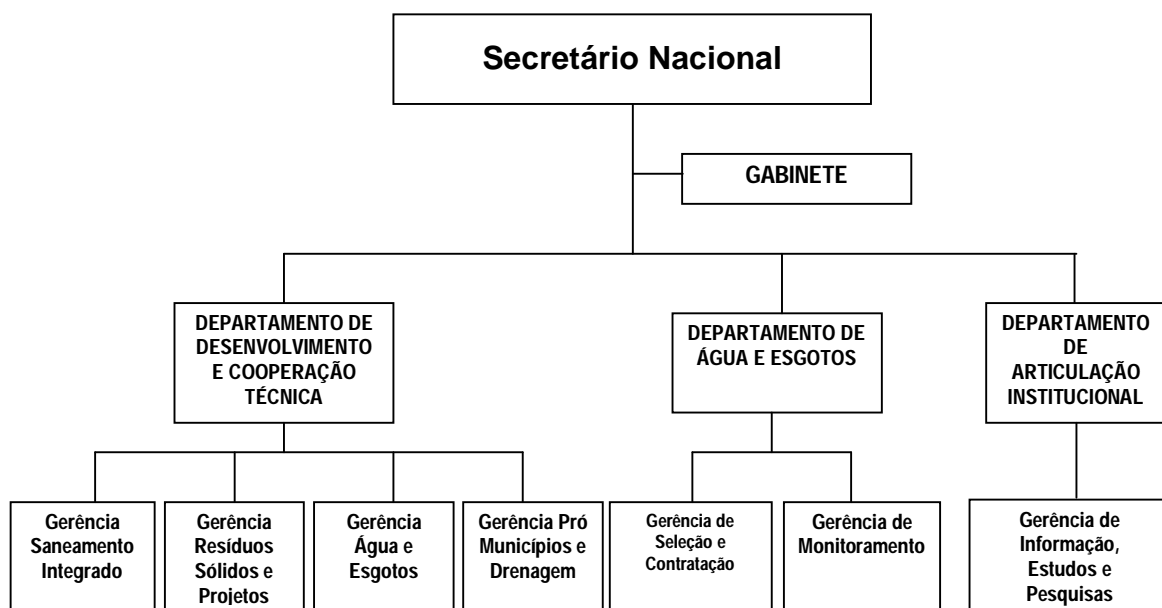 Secretário Nacional
GABINETE
DEPARTAMENTO DE
DESENVOLVIMENTO
E COOPERAÇÃO
TÉCNICA
DEPARTAMENTO DE
ÁGUA E ESGOTOS
DEPARTAMENTO
DE
ARTICULAÇÃO
INSTITUCIONAL
Gerência
Saneamento
Integrado
Gerência
Resíduos
Sólidos e
Projetos
Gerência
Água e
Esgotos
Gerência Pró
Municípios e
Drenagem
Gerência de
Seleção e
Contratação
Gerência de
Monitoramento
Gerência de
Informação,
Estudos e
Pesquisas